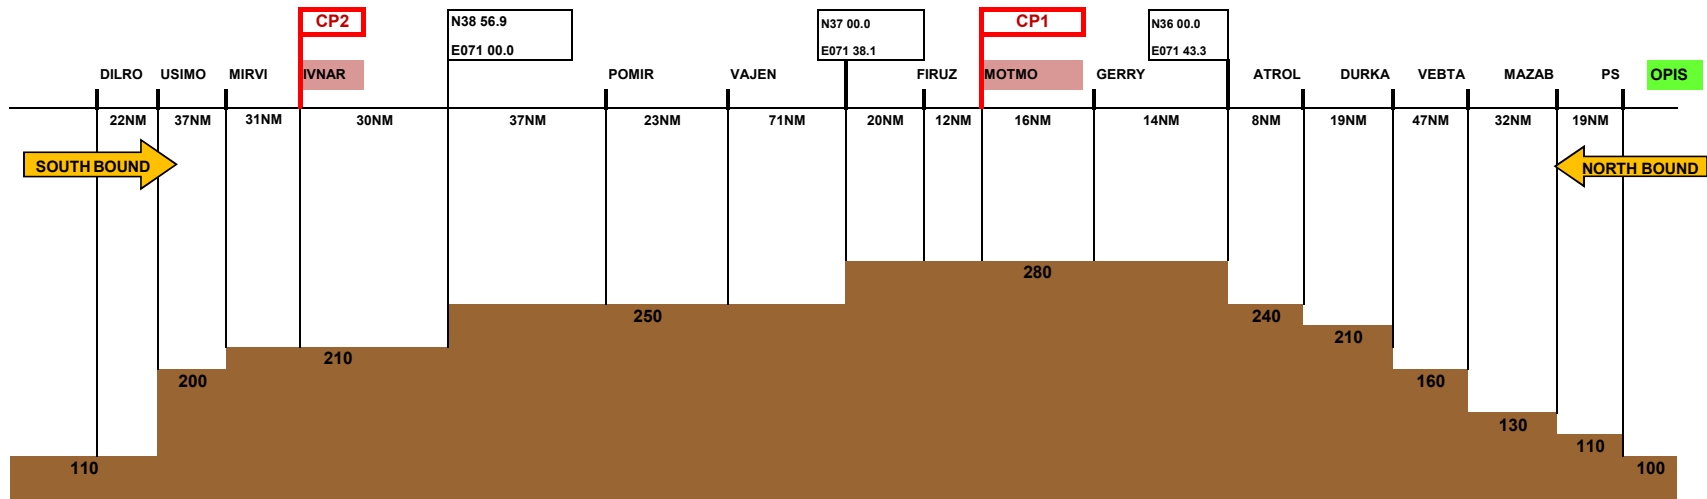 CP2
N38 56.9
E071 00.0
N37 00.0
E071 38.1
CP1
N36 00.0
E071 43.3
DILRO USIMO MIRVI IVNAR POMIR VAJEN FIRUZ MOTMO GERRY ATROL DURKA VEBTA MAZAB PS OPIS
22NM 37NM 31NM 30NM 37NM 23NM 71NM 20NM 12NM 16NM 14NM 8NM 19NM 47NM 32NM 19NM
SOUTH BOUND
NORTH BOUND
280
250
240
210
210
200
160
130
110
110
100